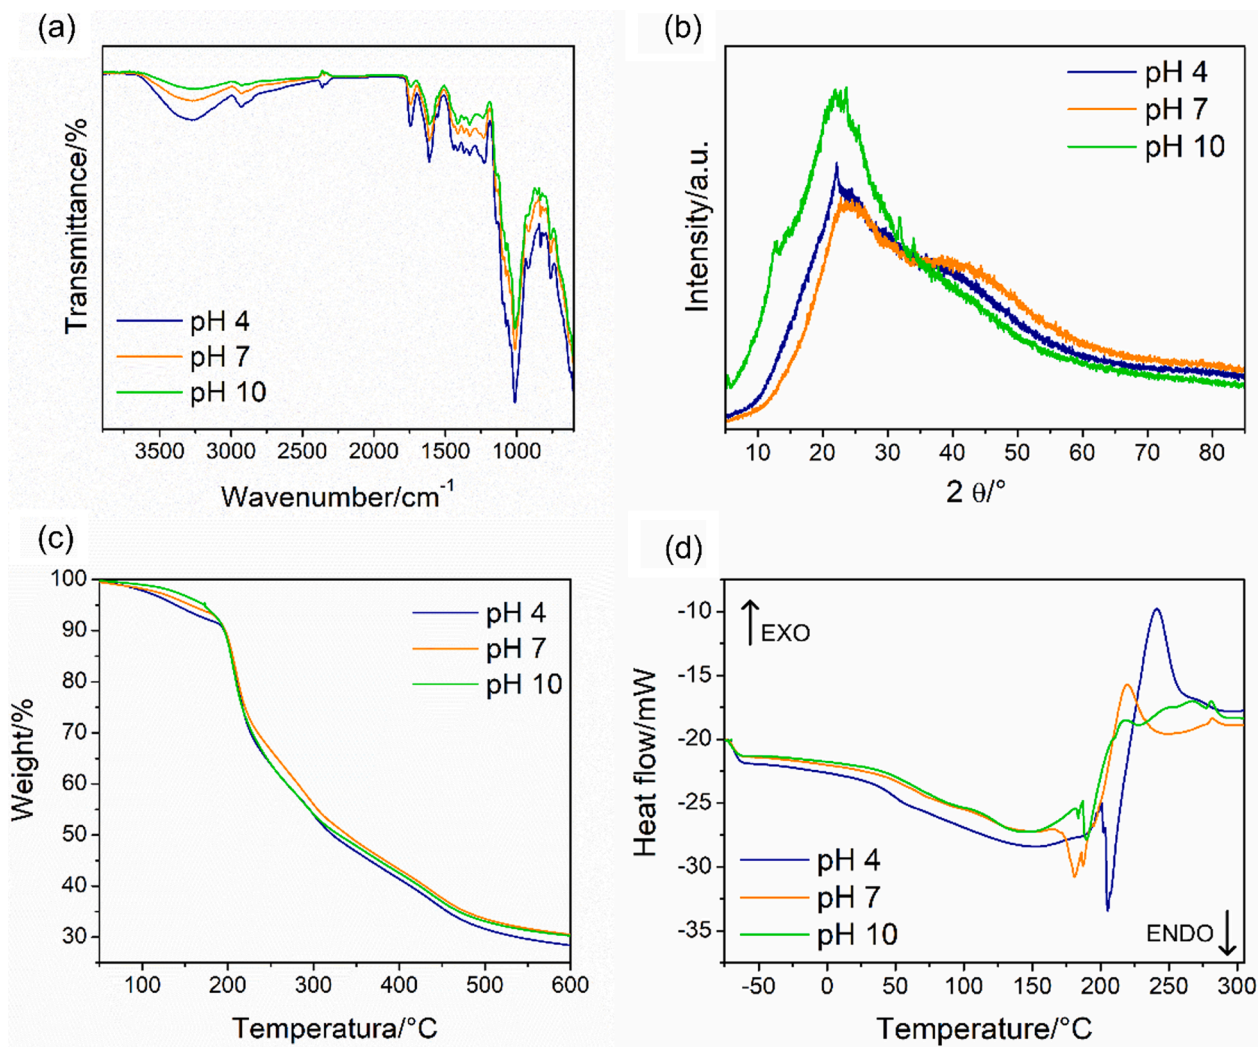 (a)
Transmittance/%
pH 4
pH 7
pH 10
3500 3000 2500 2000 1500 1000
Wavenumber/cm⁻¹
(b)
Intensity/a.u.
pH 4
pH 7
pH 10
10 20 30 40 50 60 70 80
2 θ/°
(c)
Weight/%
100
90
80
70
60
50
40
30
pH 4
pH 7
pH 10
100 200 300 400 500 600
Temperatura/°C
(d)
Heat flow/mW
-10
-15
-20
-25
-30
-35
EXO
pH 4
pH 7
pH 10
ENDO
-50 0 50 100 150 200 250 300
Temperature/°C